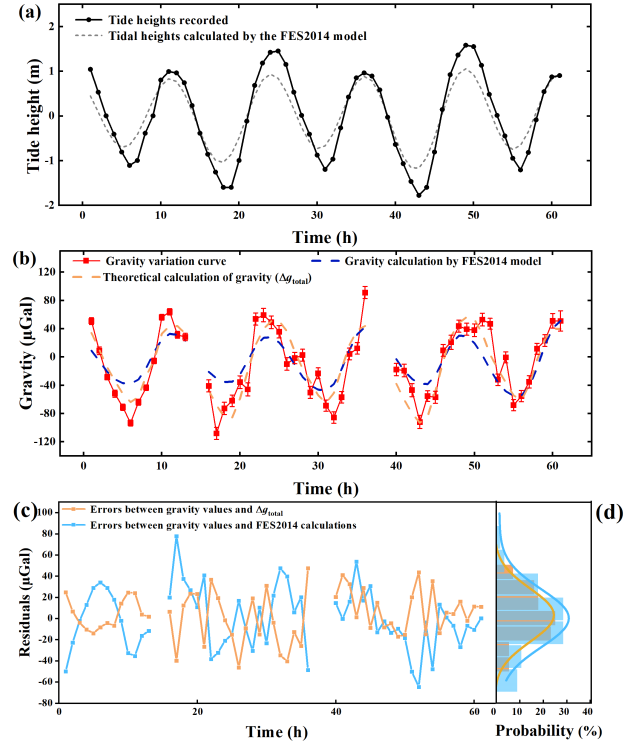 (a)
Tide heights recorded
Tidal heights calculated by the FES2014 model
Tide height (m)
2
1
0
-1
-2
0 10 20 30 40 50 60
Time (h)
(b)
Gravity variation curve
Gravity calculation by FES2014 model
Theoretical calculation of gravity (Δgtotal)
Gravtiy (μGal)
120
80
40
0
-40
-80
-120
0 10 20 30 40 50 60
Time (h)
(c)
Errors between gravity values and Δgtotal
Errors between gravity values and FES2014 calculations
(d)
Residuals (μGal)
100
80
60
40
20
0
-20
-40
-60
-80
0 20 40 60
Time (h)
0 10 20 30 40
Probability (%)